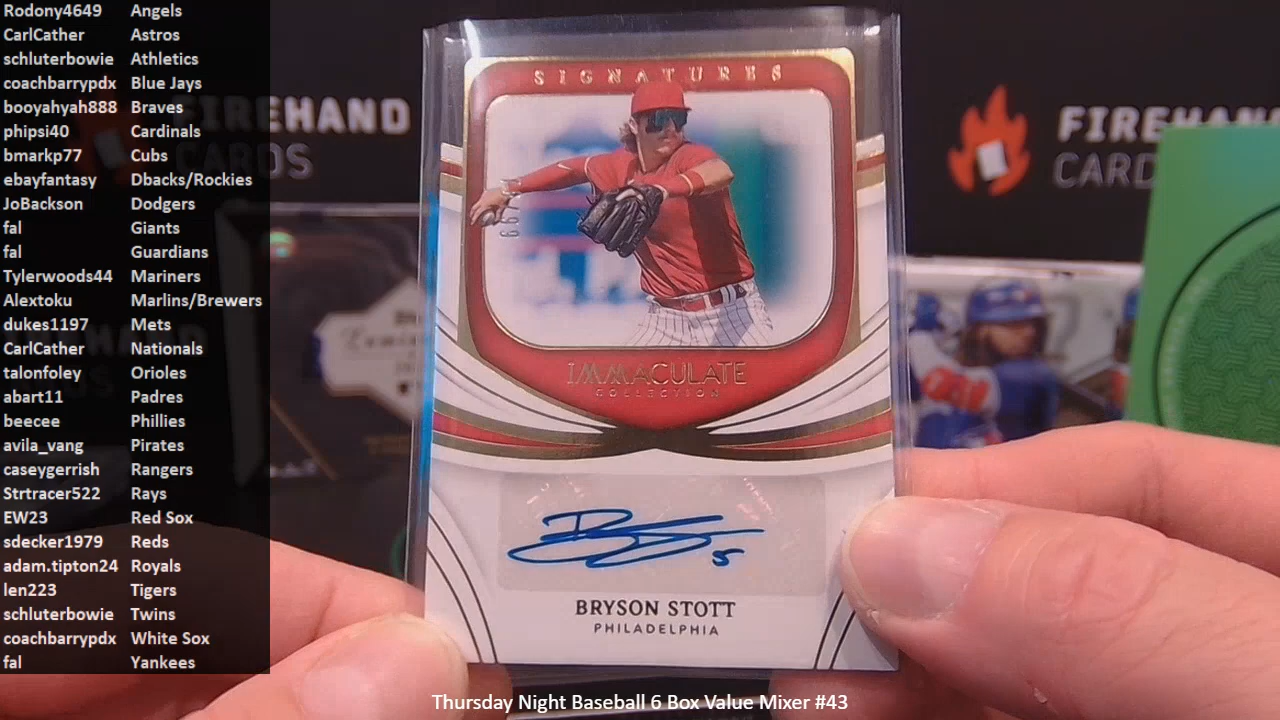 Rodony4649 Angels
CarlCather Astros
schluterbowie Athletics
coachbarrypdx Blue Jays
booyahyah888 Braves
phipsi40 Cardinals
bmarkp77 Cubs
ebayfantasy Dbacks/Rockies
JoBackson Dodgers
fal Giants
fal Guardians
Tylerwoods44 Mariners
Alextoku Marlins/Brewers
dukes1197 Mets
CarlCather Nationals
talonfoley Orioles
abart11 Padres
beecee Phillies
avila_vang Pirates
caseygerrish Rangers
Strtracer522 Rays
EW23 Red Sox
sdecker1979 Reds
adam.tipton24 Royals
len223 Tigers
schluterbowie Twins
coachbarrypdx White Sox
fal Yankees
FIREHAND
CARDS
SIGNATURES
IMMACULATE
COLLECTION
5
BRYSON STOTT
PHILADELPHIA
FIREHAND
CARDS
Thursday Night Baseball 6 Box Value Mixer #43